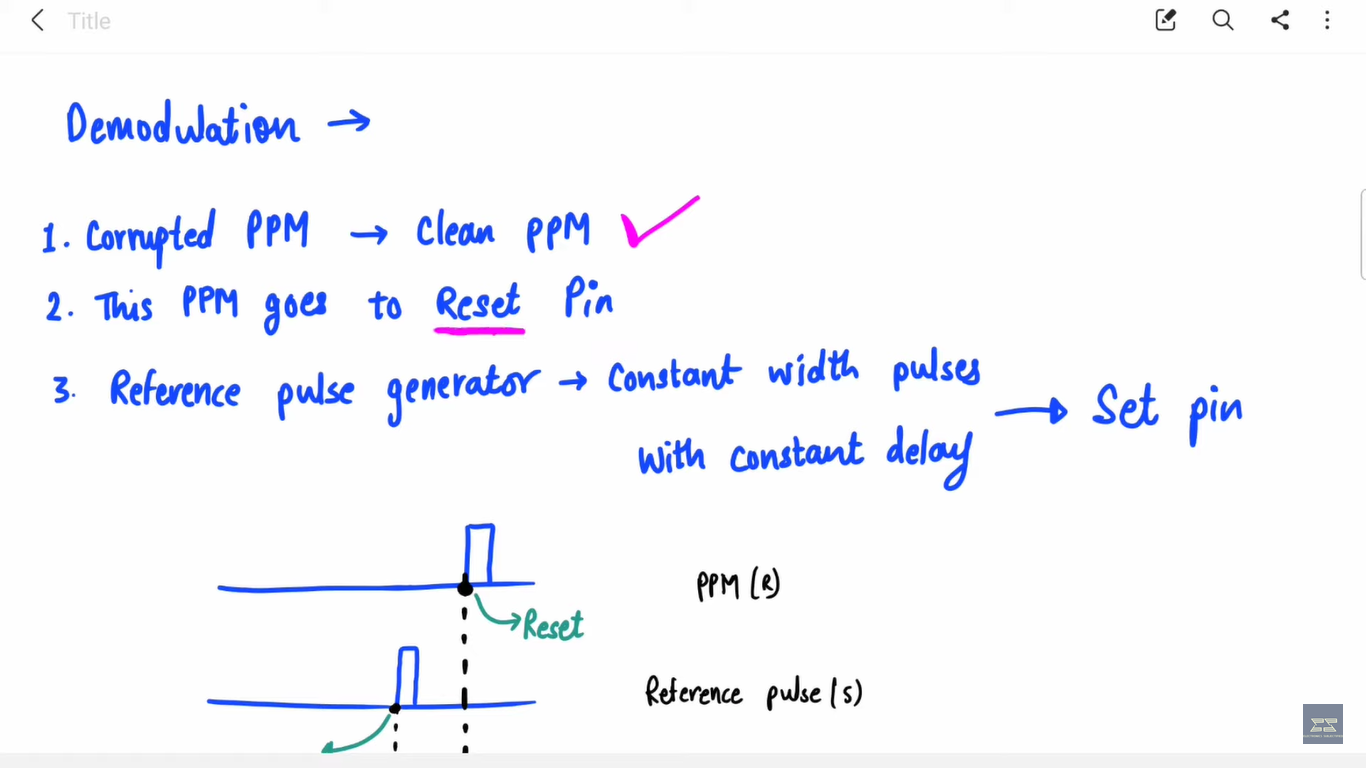 Title
Demodulation →
1. Corrupted PPM → Clean PPM ✓
2. This PPM goes to Reset Pin
3. Reference pulse generator → Constant width pulses
with constant delay
→ Set pin
PPM (R)
Reset
Reference pulse (S)